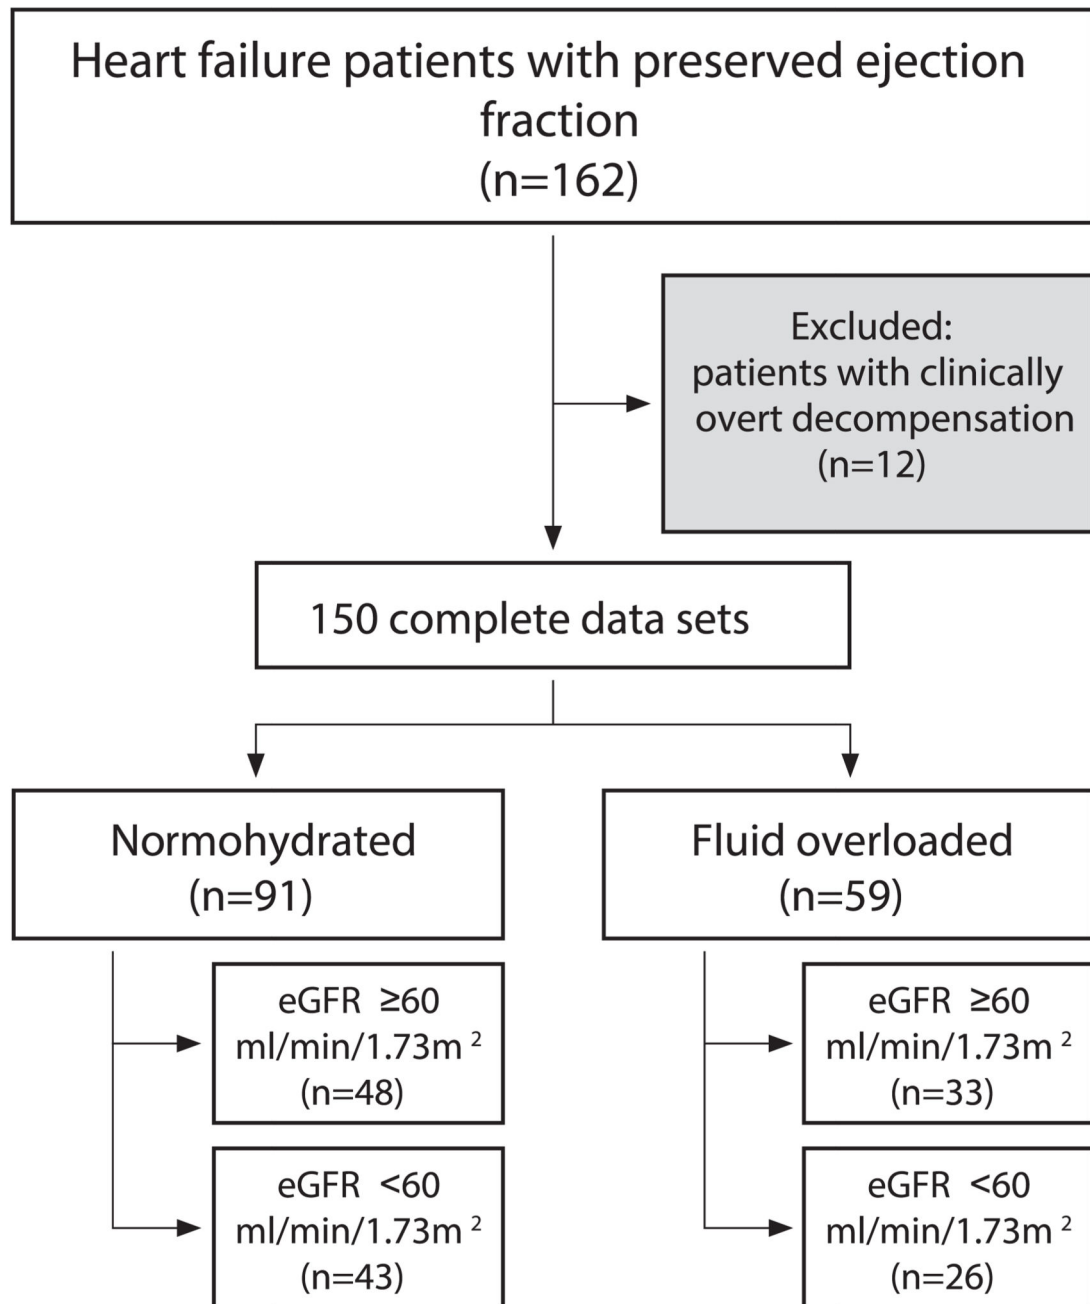 Heart failure patients with preserved ejection
fraction
(n=162)
Excluded:
patients with clinically
overt decompensation
(n=12)
150 complete data sets
Normohydrated
(n=91)
Fluid overloaded
(n=59)
eGFR ≥60
ml/min/1.73m ²
(n=48)
eGFR ≥60
ml/min/1.73m ²
(n=33)
eGFR <60
ml/min/1.73m ²
(n=43)
eGFR <60
ml/min/1.73m ²
(n=26)